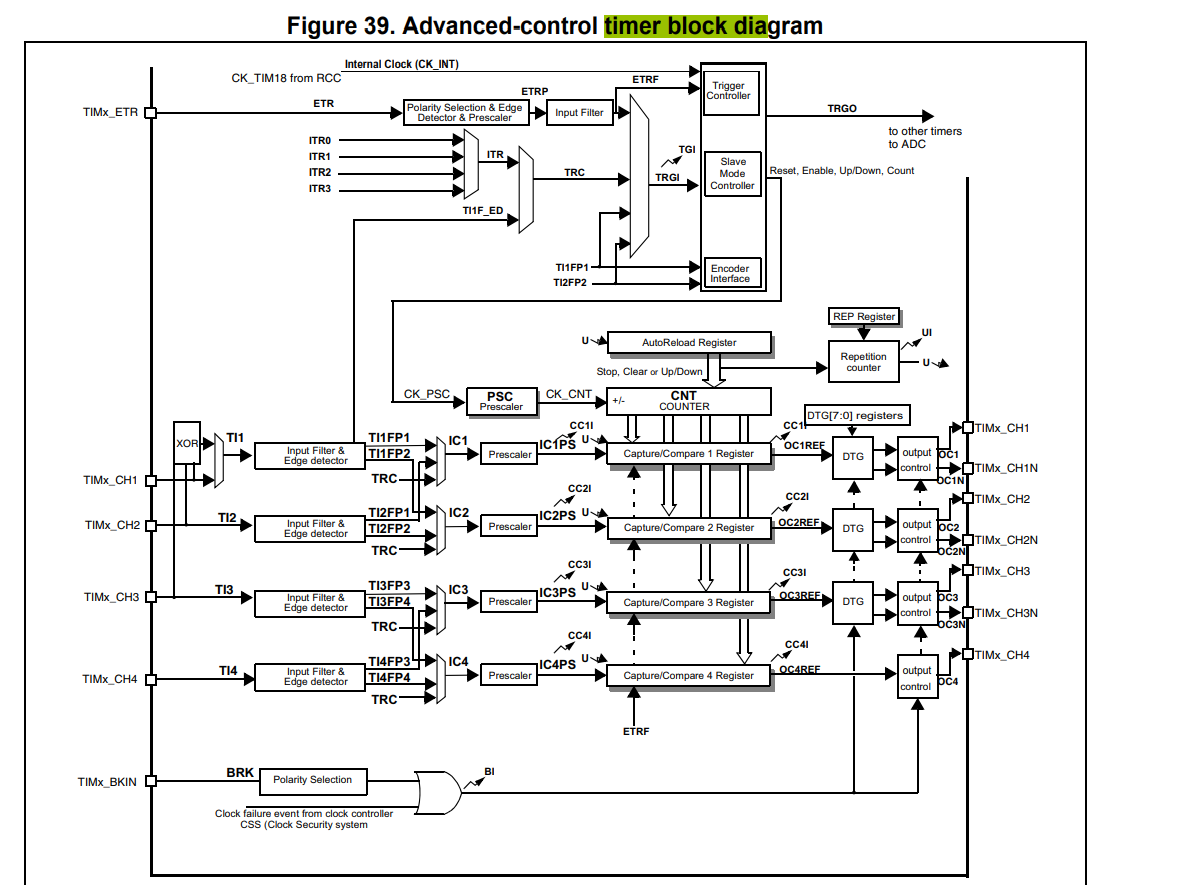 Figure 39. Advanced-control timer block diagram
Internal Clock (CK_INT)
CK_TIM18 from RCC
ETRF
Trigger
Controller
TIMx_ETR
ETR
Polarity Selection & Edge
Detector & Prescaler
ETRP
Input Filter
TRGO
to other timers
to ADC
ITR0
ITR1
ITR2
ITR3
ITR
TRC
TGI
TRGI
Slave
Mode
Controller
Reset, Enable, Up/Down, Count
TI1F_ED
TI1FP1
TI2FP2
Encoder
Interface
REP Register
UI
Repetition
counter
U
U
AutoReload Register
Stop, Clear or Up/Down
CK_PSC
PSC
Prescaler
CK_CNT
+/-
CNT
COUNTER
DTG[7:0] registers
XOR
TI1
Input Filter &
Edge detector
TI1FP1
TI1FP2
TRC
IC1
Prescaler
IC1PS
CC1I
U
Capture/Compare 1 Register
CC1I
OC1REF
DTG
output
control
OC1
OC1N
TIMx_CH1
TIMx_CH1N
TIMx_CH1
TIMx_CH2
TI2
Input Filter &
Edge detector
TI2FP1
TI2FP2
TRC
IC2
Prescaler
IC2PS
CC2I
U
Capture/Compare 2 Register
CC2I
OC2REF
DTG
output
control
OC2
OC2N
TIMx_CH2
TIMx_CH2N
TIMx_CH3
TI3
Input Filter &
Edge detector
TI3FP3
TI3FP4
TRC
IC3
Prescaler
IC3PS
CC3I
U
Capture/Compare 3 Register
CC3I
OC3REF
DTG
output
control
OC3
OC3N
TIMx_CH3
TIMx_CH3N
TIMx_CH4
TI4
Input Filter &
Edge detector
TI4FP3
TI4FP4
TRC
IC4
Prescaler
IC4PS
CC4I
U
Capture/Compare 4 Register
CC4I
OC4REF
output
control
OC4
TIMx_CH4
ETRF
TIMx_BKIN
BRK
Polarity Selection
BI
Clock failure event from clock controller
CSS (Clock Security system